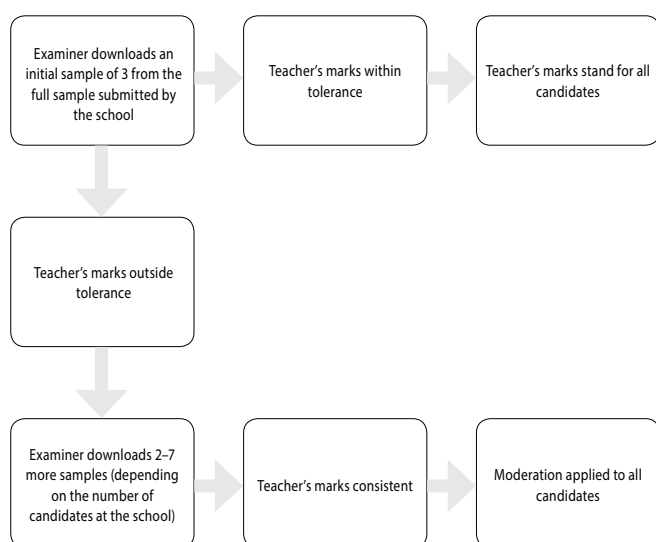 Examiner downloads an
initial sample of 3 from the
full sample submitted by
the school
Teacher’s marks within
tolerance
Teacher’s marks stand for all
candidates
Teacher’s marks outside
tolerance
Examiner downloads 2–7
more samples (depending
on the number of
candidates at the school)
Teacher’s marks consistent
Moderation applied to all
candidates